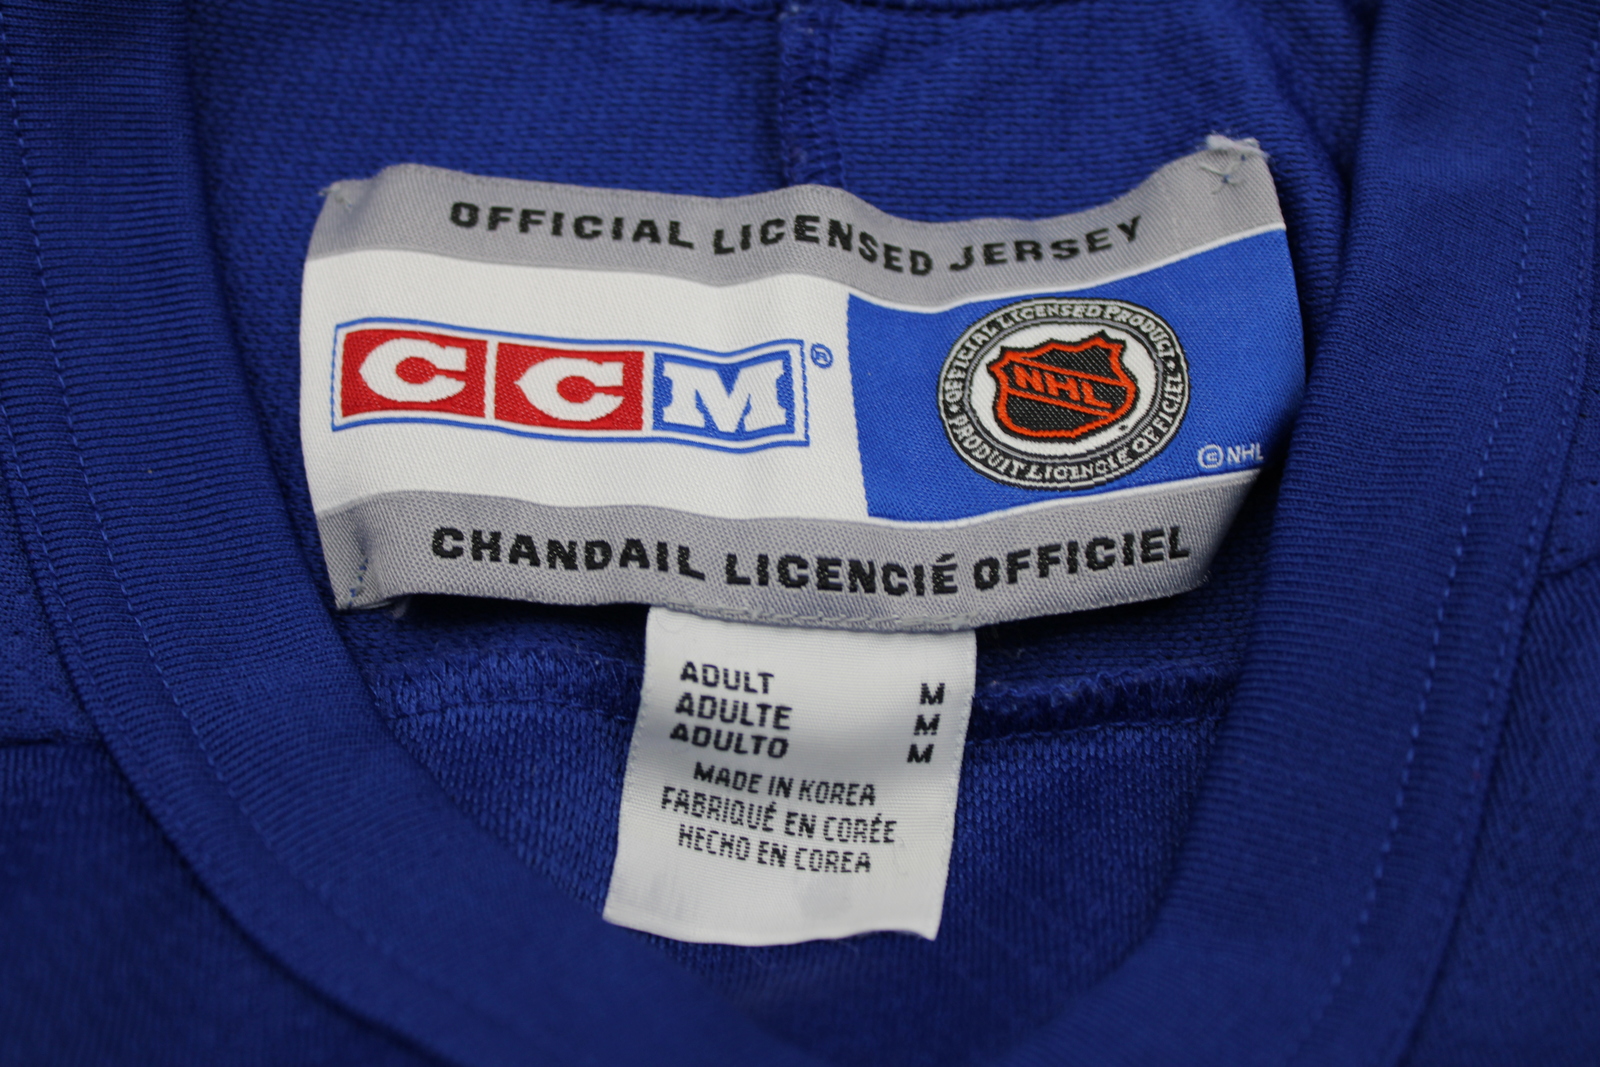 OFFICIAL LICENSED JERSEY
CCM®
OFFICIAL LICENSED PRODUCT
NHL
PRODUIT LICENCIÉ OFFICIEL
© NHL
CHANDAIL LICENCIÉ OFFICIEL
ADULT M
ADULTE M
ADULTO M
MADE IN KOREA
FABRIQUÉ EN CORÉE
HECHO EN COREA